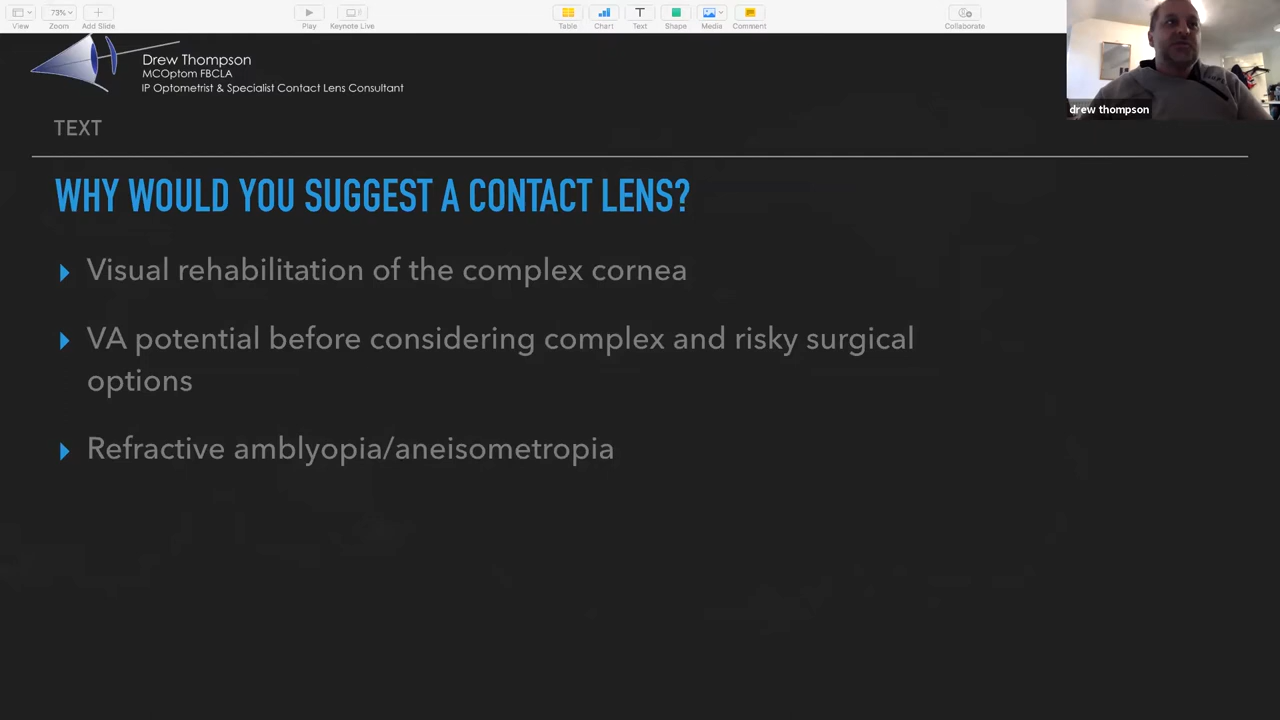 View
73%
Zoom
Add Slide
Play
Keynote Live
Table
Chart
Text
Shape
Media
Comment
Collaborate
Drew Thompson
MCOptom FBCLA
IP Optometrist & Specialist Contact Lens Consultant
drew thompson
TEXT
WHY WOULD YOU SUGGEST A CONTACT LENS?
Visual rehabilitation of the complex cornea
VA potential before considering complex and risky surgical
options
Refractive amblyopia/aneisometropia